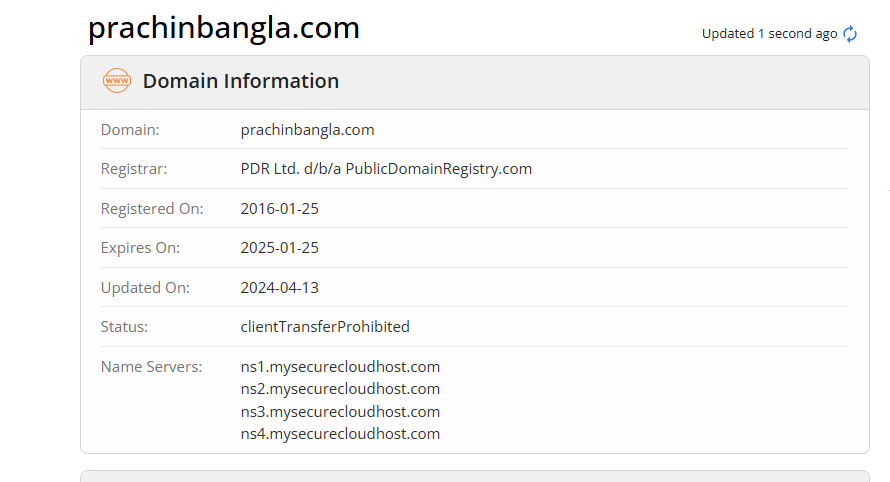 prachinbangla.com
Updated 1 second ago
www
Domain Information
Domain: prachinbangla.com
Registrar: PDR Ltd. d/b/a PublicDomainRegistry.com
Registered On: 2016-01-25
Expires On: 2025-01-25
Updated On: 2024-04-13
Status: clientTransferProhibited
Name Servers: ns1.mysecurecloudhost.com
ns2.mysecurecloudhost.com
ns3.mysecurecloudhost.com
ns4.mysecurecloudhost.com